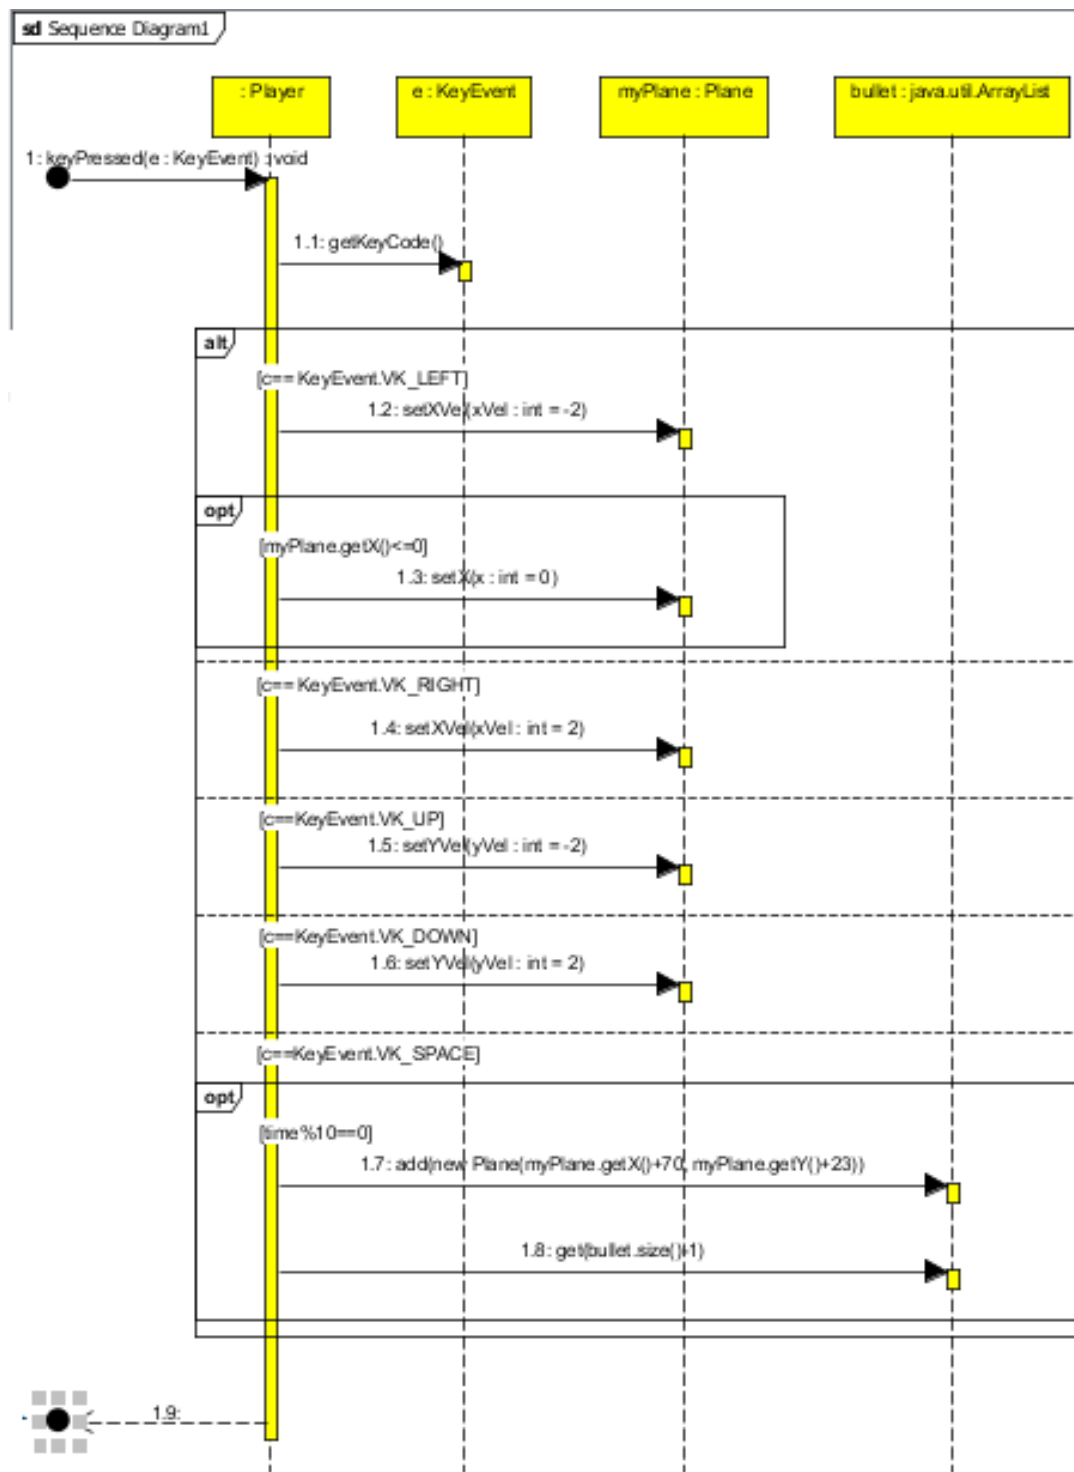 sd Sequence Diagram1
: Player
e : KeyEvent
myPlane : Plane
bullet : java.util.ArrayList
1: keyPressed(e : KeyEvent) : void
1.1: getKeyCode()
alt
[c== KeyEvent.VK_LEFT]
1.2: setXVel(xVel : int = -2)
opt
[myPlane.getX()<=0]
1.3: setX(x : int = 0)
[c== KeyEvent.VK_RIGHT]
1.4: setXVel(xVel : int = 2)
[c==KeyEvent.VK_UP]
1.5: setYVel(yVel : int = -2)
[c==KeyEvent.VK_DOWN]
1.6: setYVel(yVel : int = 2)
[c==KeyEvent.VK_SPACE]
opt
[time%10==0]
1.7: add(new Plane(myPlane.getX()+70, myPlane.getY()+23))
1.8: get(bullet.size()+1)
1.9: